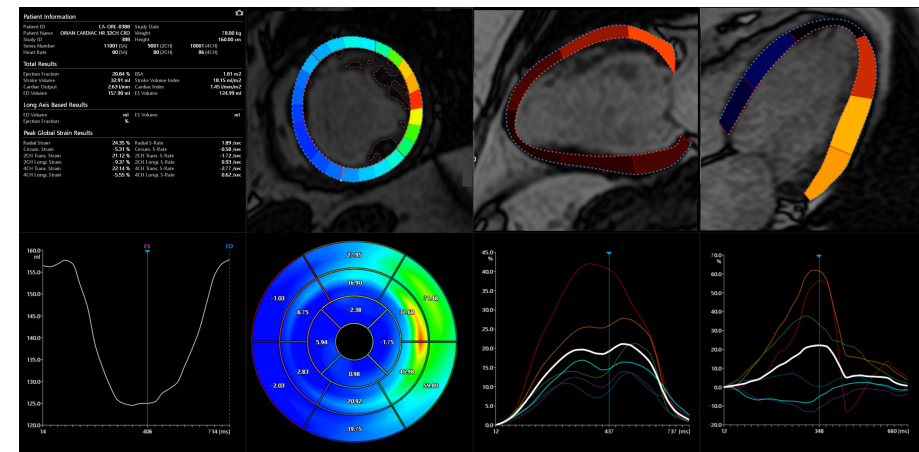 Patient Information
Patient ID CA-ORE-0388 Study Date
Patient Name ORIAN CARDIAC HR 32CH CRD Weight 78.00 kg
Study ID 388 Height 160.00 cm
Series Number 11001 (SA) 9001 (2CH) 10001 (4CH)
Heart Rate 80 (SA) 80 (2CH) 86 (4CH)
Total Results
Ejection Fraction 20.84 % BSA 1.81 m2
Stroke Volume 32.91 ml Stroke Volume Index 18.15 ml/m2
Cardiac Output 2.63 l/min Cardiac Index 1.45 l/min/m2
ED Volume 157.90 ml ES Volume 124.99 ml
Long Axis Based Results
ED Volume ml ES Volume ml
Ejection Fraction %
Peak Global Strain Results
Radial Strain 24.35 % Radial S-Rate 1.89 /sec
Circum. Strain -5.31 % Circum. S-Rate -0.50 /sec
2CH Trans. Strain 21.12 % 2CH Trans. S-Rate -1.72 /sec
2CH Longi. Strain -9.37 % 2CH Longi. S-Rate 0.93 /sec
4CH Trans. Strain 22.14 % 4CH Trans. S-Rate -2.77 /sec
4CH Longi. Strain -5.55 % 4CH Longi. S-Rate 0.62 /sec
ES ED
160.0
ml
155.0
150.0
145.0
140.0
135.0
130.0
125.0
120.0
14 406 714 (ms)
21.95
-1.03 16.90 71.48
6.75 -2.38
5.94 -1.75
2.83 0.98 45.98
-2.03 20.92 59.80
19.75
45.0
%
40.0
35.0
30.0
25.0
20.0
15.0
10.0
5.0
0.0
12 437 737 (ms)
70.0
%
60.0
50.0
40.0
30.0
20.0
10.0
0.0
-10.0
-20.0
12 348 660 (ms)